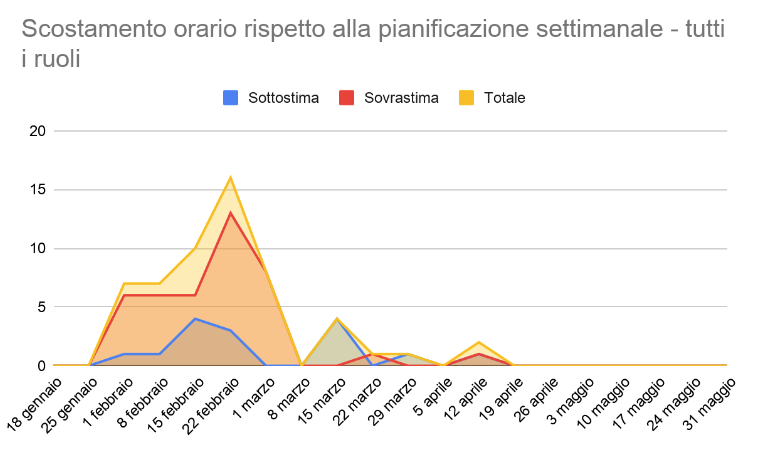 Scostamento orario rispetto alla pianificazione settimanale - tutti
i ruoli
Sottostima Sovrastima Totale
20
15
10
5
0
18 gennaio
25 gennaio
1 febbraio
8 febbraio
15 febbraio
22 febbraio
1 marzo
8 marzo
15 marzo
22 marzo
29 marzo
5 aprile
12 aprile
19 aprile
26 aprile
3 maggio
10 maggio
17 maggio
24 maggio
31 maggio